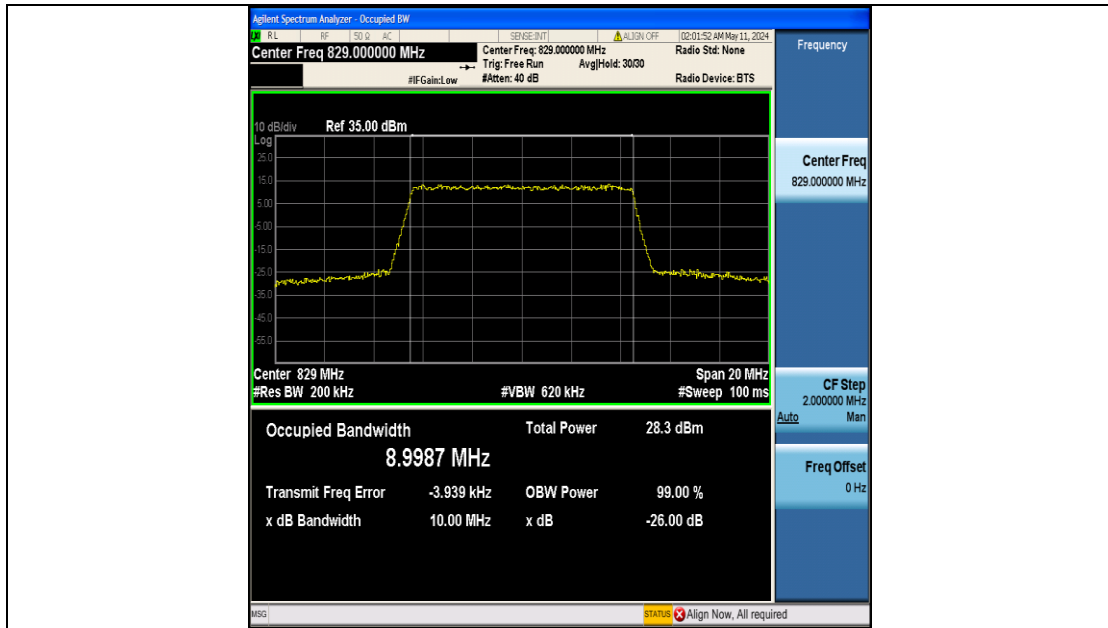 Agilent Spectrum Analyzer - Occupied BW
RL RF 50 Ω AC SENSE:INT ALIGN OFF 02:01:52 AM May 11, 2024
Center Freq 829.000000 MHz
Center Freq: 829.000000 MHz Radio Std: None
Trig: Free Run Avg|Hold: 30/30
#IFGain:Low #Atten: 40 dB Radio Device: BTS
Frequency
10 dB/div Ref 35.00 dBm
Log
25.0
15.0
5.00
-5.00
-15.0
-25.0
-35.0
-45.0
-55.0
Center 829 MHz Span 20 MHz
#Res BW 200 kHz #VBW 620 kHz #Sweep 100 ms
Occupied Bandwidth Total Power 28.3 dBm
8.9987 MHz
Transmit Freq Error -3.939 kHz OBW Power 99.00 %
x dB Bandwidth 10.00 MHz x dB -26.00 dB
Center Freq
829.000000 MHz
CF Step
2.000000 MHz
Auto Man
Freq Offset
0 Hz
MSG STATUS Align Now, All required